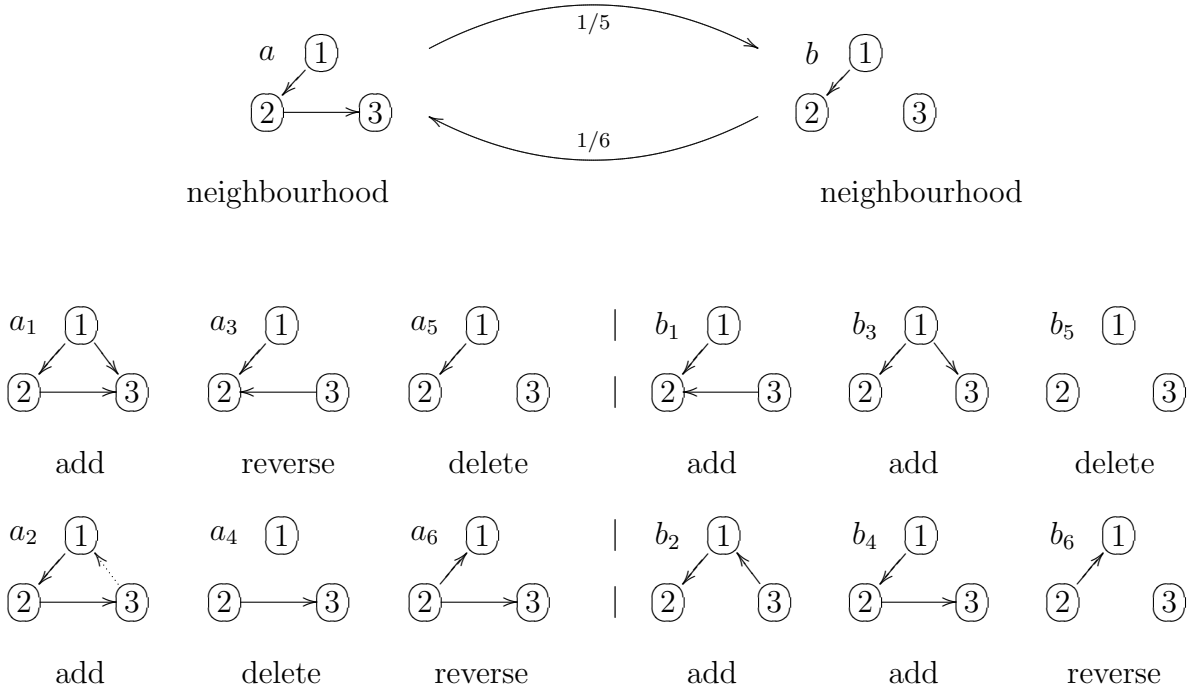 1/5
a 1 b 1
2 3 2 3
1/6
neighbourhood neighbourhood
a1 1 a3 1 a5 1 | b1 1 b3 1 b5 1
2 3 2 3 2 3 | 2 3 2 3 2 3
add reverse delete add add delete
a2 1 a4 1 a6 1 | b2 1 b4 1 b6 1
2 3 2 3 2 3 | 2 3 2 3 2 3
add delete reverse add add reverse